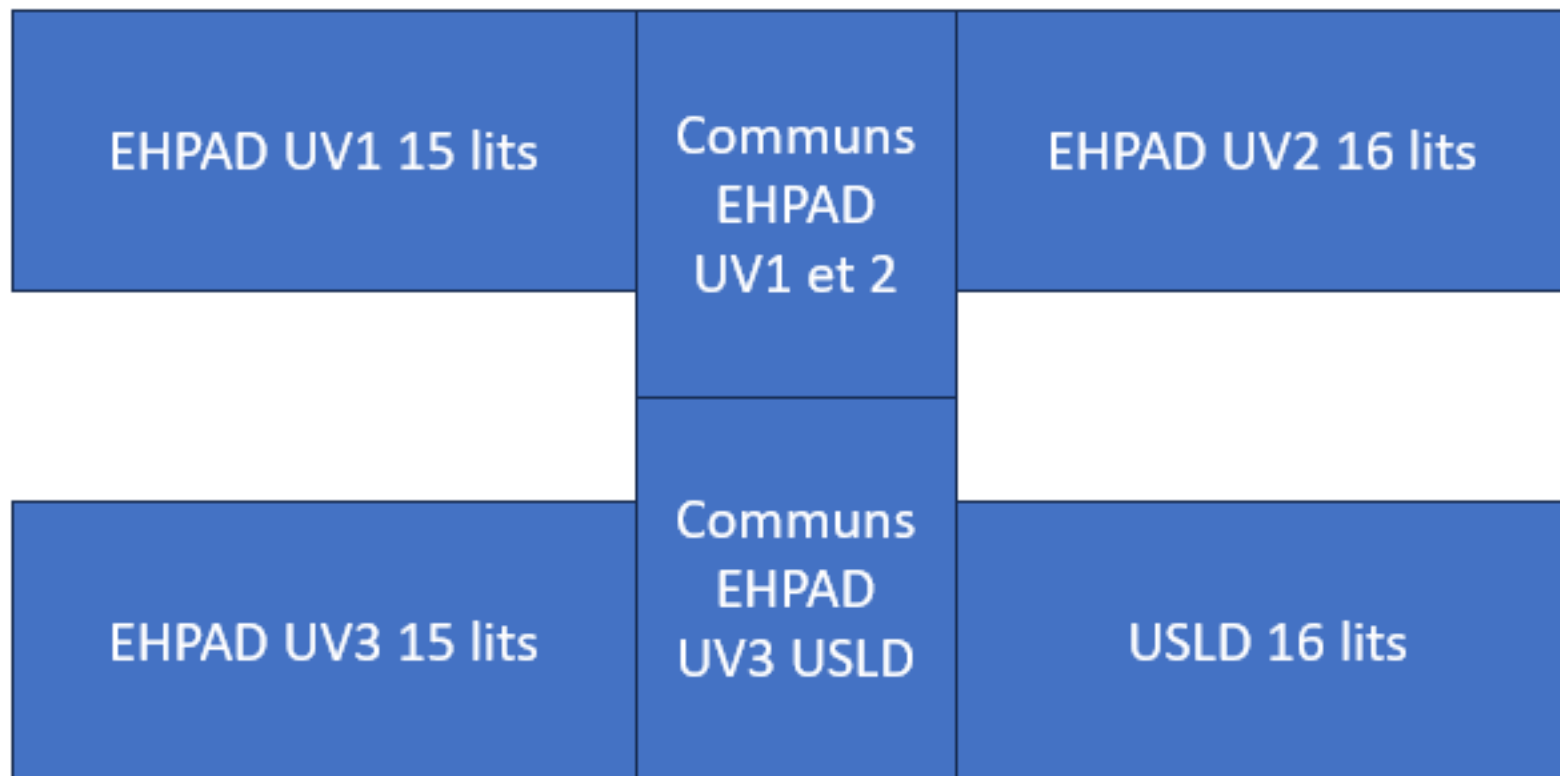 EHPAD UV1 15 lits
Communs
EHPAD
UV1 et 2
EHPAD UV2 16 lits
EHPAD UV3 15 lits
Communs
EHPAD
UV3 USLD
USLD 16 lits